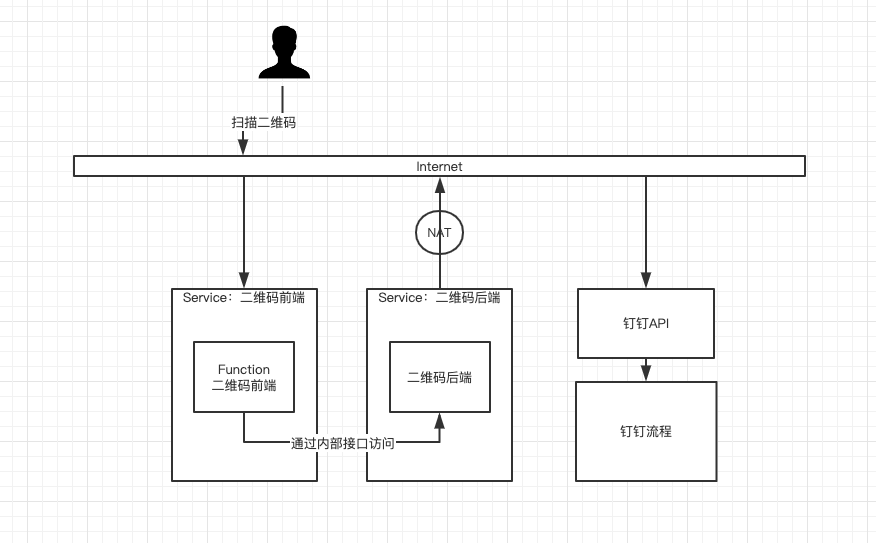 扫描二维码
Internet
NAT
Service：二维码前端
Service：二维码后端
钉钉API
Function
二维码前端
二维码后端
钉钉流程
通过内部接口访问